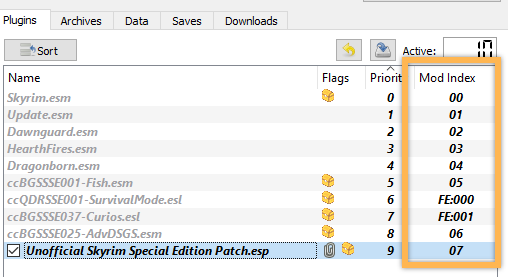 Plugins Archives Data Saves Downloads
Sort Active: 10
Name Flags Priorit Mod Index
Skyrim.esm 0 00
Update.esm 1 01
Dawnguard.esm 2 02
HearthFires.esm 3 03
Dragonborn.esm 4 04
ccBGSSSE001-Fish.esm 5 05
ccQDRSSE001-SurvivalMode.esl 6 FE:000
ccBGSSSE037-Curios.esl 7 FE:001
ccBGSSSE025-AdvDSGS.esm 8 06
Unofficial Skyrim Special Edition Patch.esp 9 07